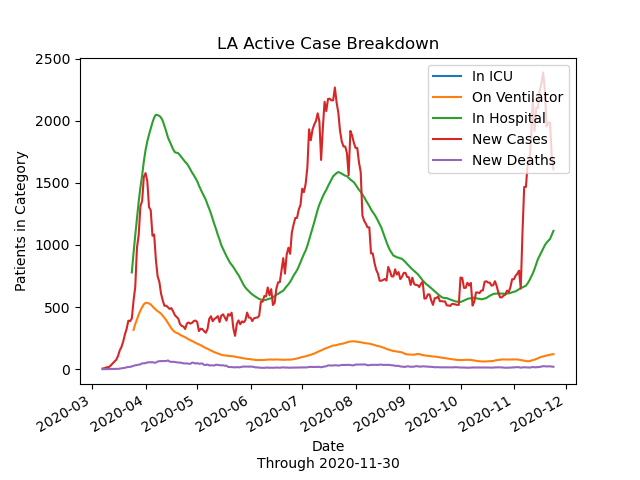 LA Active Case Breakdown
In ICU
On Ventilator
In Hospital
New Cases
New Deaths
Patients in Category
2500
2000
1500
1000
500
0
2020-03
2020-04
2020-05
2020-06
2020-07
2020-08
2020-09
2020-10
2020-11
2020-12
Date
Through 2020-11-30